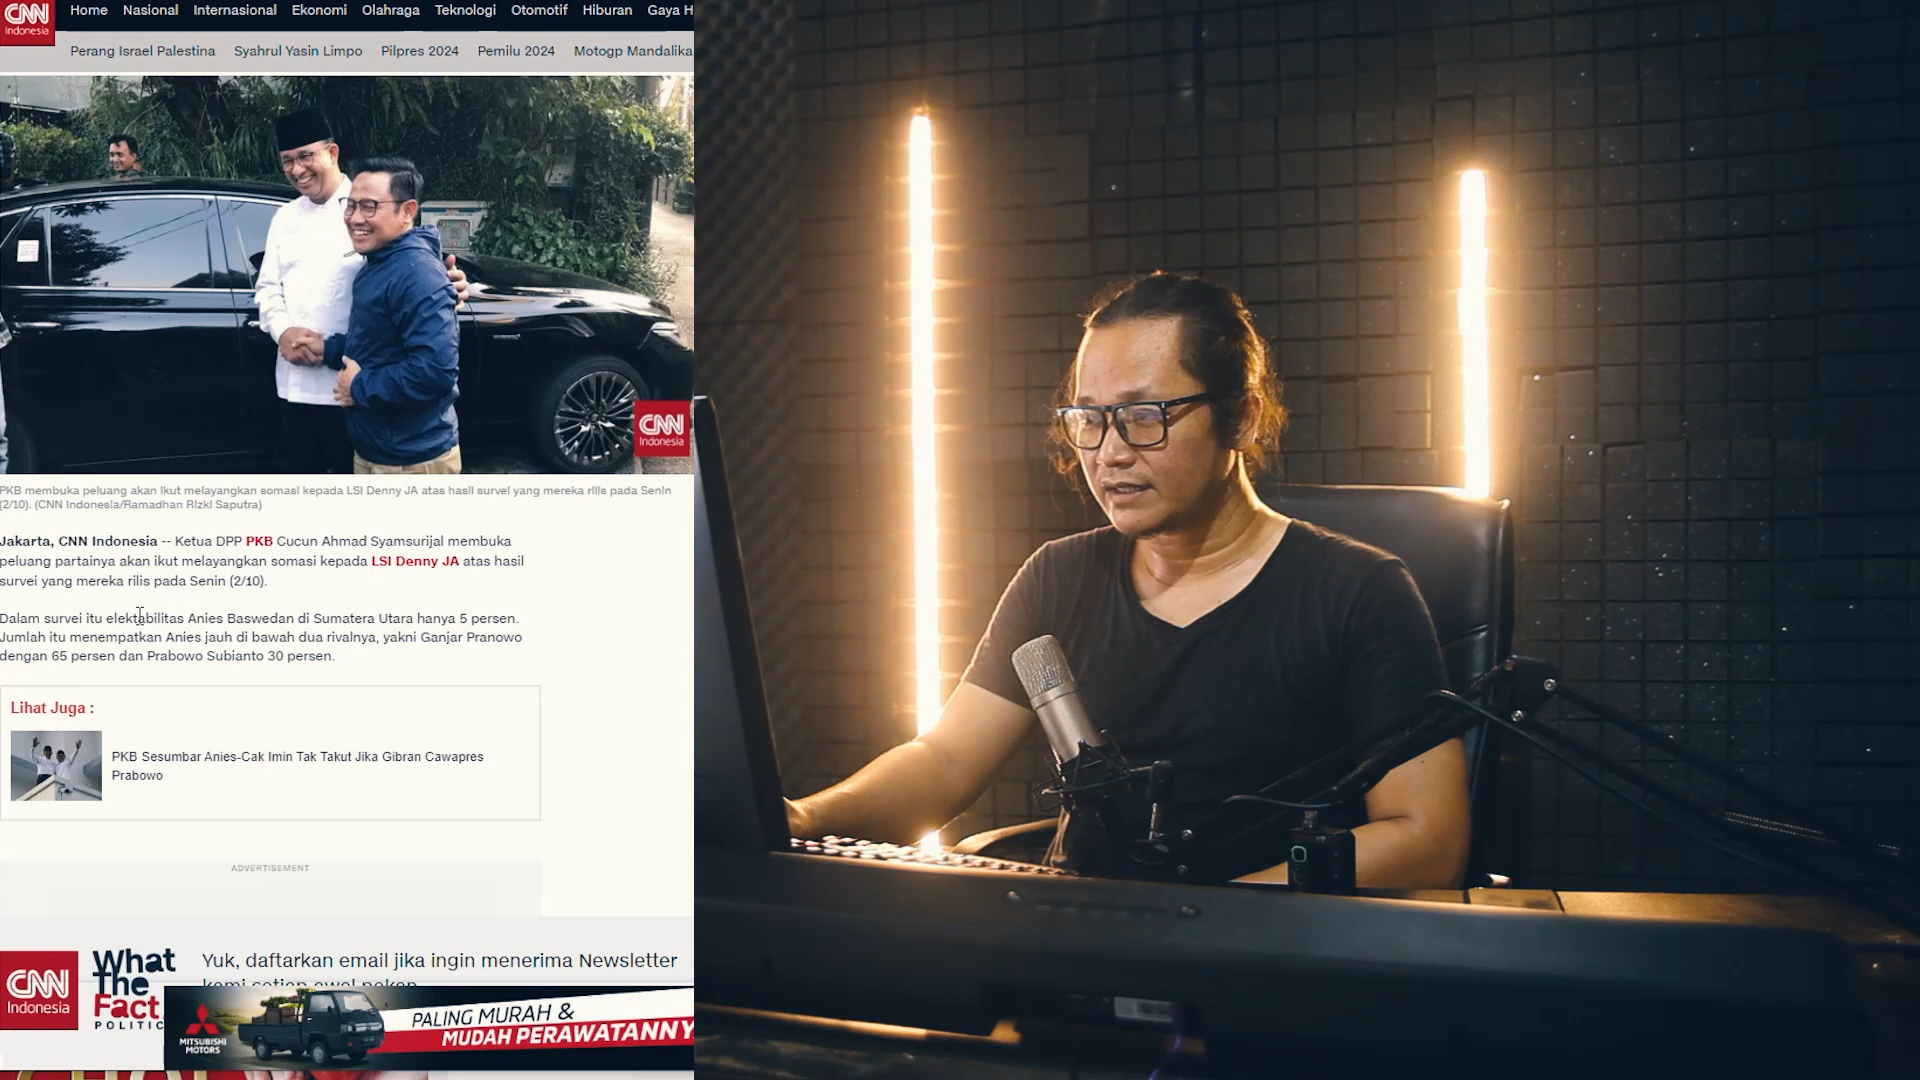 CNN
Indonesia
Home Nasional Internasional Ekonomi Olahraga Teknologi Otomotif Hiburan Gaya H
Perang Israel Palestina Syahrul Yasin Limpo Pilpres 2024 Pemilu 2024 Motogp Mandalika
CNN
Indonesia
PKB membuka peluang akan ikut melayangkan somasi kepada LSI Denny JA atas hasil survei yang mereka rilis pada Senin
(2/10). (CNN Indonesia/Ramadhan Rizki Saputra)
Jakarta, CNN Indonesia -- Ketua DPP PKB Cucun Ahmad Syamsurijal membuka
peluang partainya akan ikut melayangkan somasi kepada LSI Denny JA atas hasil
survei yang mereka rilis pada Senin (2/10).
Dalam survei itu elektabilitas Anies Baswedan di Sumatera Utara hanya 5 persen.
Jumlah itu menempatkan Anies jauh di bawah dua rivalnya, yakni Ganjar Pranowo
dengan 65 persen dan Prabowo Subianto 30 persen.
Lihat Juga :
PKB Sesumbar Anies-Cak Imin Tak Takut Jika Gibran Cawapres
Prabowo
ADVERTISEMENT
CNN
Indonesia
What
The
Fact
POLITIC
Yuk, daftarkan email jika ingin menerima Newsletter
kami setiap awal pekan
MITSUBISHI
MOTORS
PALING MURAH &
MUDAH PERAWATANNY